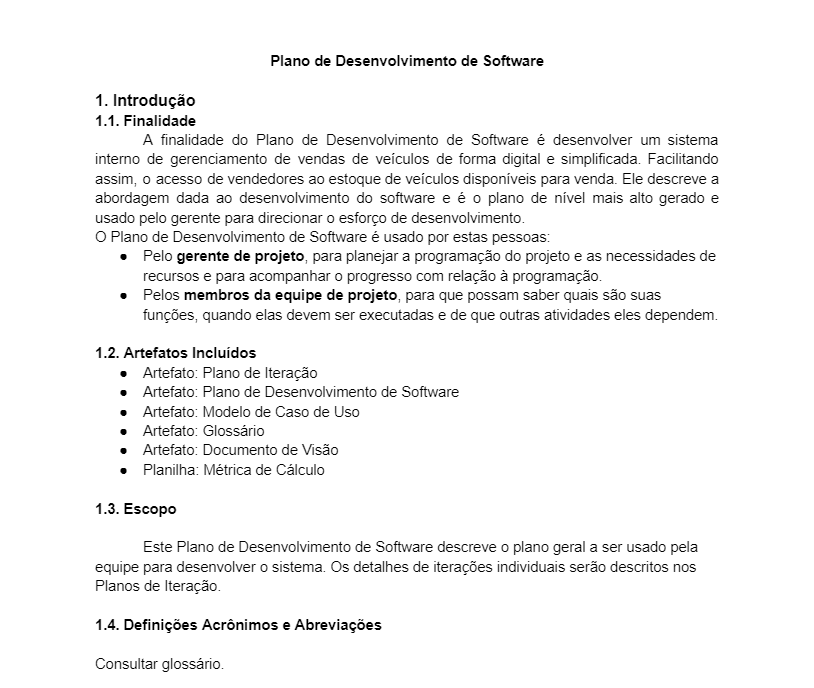 Plano de Desenvolvimento de Software
1. Introdução
1.1. Finalidade
A finalidade do Plano de Desenvolvimento de Software é desenvolver um sistema
interno de gerenciamento de vendas de veículos de forma digital e simplificada. Facilitando
assim, o acesso de vendedores ao estoque de veículos disponíveis para venda. Ele descreve a
abordagem dada ao desenvolvimento do software e é o plano de nível mais alto gerado e
usado pelo gerente para direcionar o esforço de desenvolvimento.
O Plano de Desenvolvimento de Software é usado por estas pessoas:
● Pelo gerente de projeto, para planejar a programação do projeto e as necessidades de
recursos e para acompanhar o progresso com relação à programação.
● Pelos membros da equipe de projeto, para que possam saber quais são suas
funções, quando elas devem ser executadas e de que outras atividades eles dependem.
1.2. Artefatos Incluídos
● Artefato: Plano de Iteração
● Artefato: Plano de Desenvolvimento de Software
● Artefato: Modelo de Caso de Uso
● Artefato: Glossário
● Artefato: Documento de Visão
● Planilha: Métrica de Cálculo
1.3. Escopo
Este Plano de Desenvolvimento de Software descreve o plano geral a ser usado pela
equipe para desenvolver o sistema. Os detalhes de iterações individuais serão descritos nos
Planos de Iteração.
1.4. Definições Acrônimos e Abreviações
Consultar glossário.